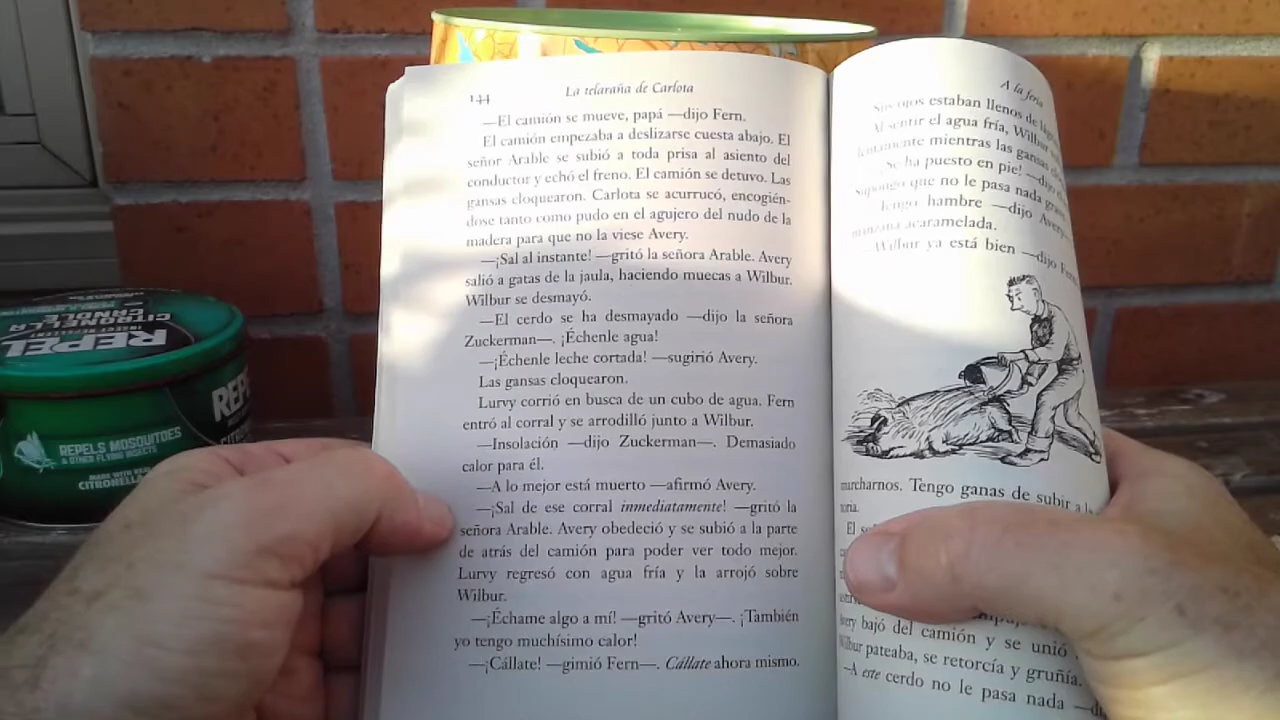 144
La telaraña de Carlota
—El camión se mueve, papá —dijo Fern.
El camión empezaba a deslizarse cuesta abajo. El
señor Arable se subió a toda prisa al asiento del
conductor y echó el freno. El camión se detuvo. Las
gansas cloquearon. Carlota se acurrucó, encogién-
dose tanto como pudo en el agujero del nudo de la
madera para que no la viese Avery.
—¡Sal al instante! —gritó la señora Arable. Avery
salió a gatas de la jaula, haciendo muecas a Wilbur.
Wilbur se desmayó.
—El cerdo se ha desmayado —dijo la señora
Zuckerman—. ¡Échenle agua!
—¡Échenle leche cortada! —sugirió Avery.
Las gansas cloquearon.
Lurvy corrió en busca de un cubo de agua. Fern
entró al corral y se arrodilló junto a Wilbur.
—Insolación —dijo Zuckerman—. Demasiado
calor para él.
—A lo mejor está muerto —afirmó Avery.
—¡Sal de ese corral inmediatamente! —gritó la
señora Arable. Avery obedeció y se subió a la parte
de atrás del camión para poder ver todo mejor.
Lurvy regresó con agua fría y la arrojó sobre
Wilbur.
—¡Échame algo a mí! —gritó Avery—. ¡También
yo tengo muchísimo calor!
—¡Cállate! —gimió Fern—. Cállate ahora mismo.
A la feria
sus ojos estaban llenos de
Al sentir el agua fría, Wilbur
lentamente mientras las gansas
Se ha puesto en pie! —dijo
supongo que no le pasa nada
Tengo hambre —dijo Avery—
manzana acaramelada.
Wilbur ya está bien —dijo Fern
marcharnos. Tengo ganas de subir a la
noria.
El
Avery bajó del camión y se unió
Wilbur pateaba, se retorcía y gruñía.
—A este cerdo no le pasa nada —
INSECT REPELLENT
CITRONELLA
CANDLE
REPEL
REPELS MOSQUITOES
& OTHER FLYING INSECTS
MADE WITH REAL
CITRONELLA